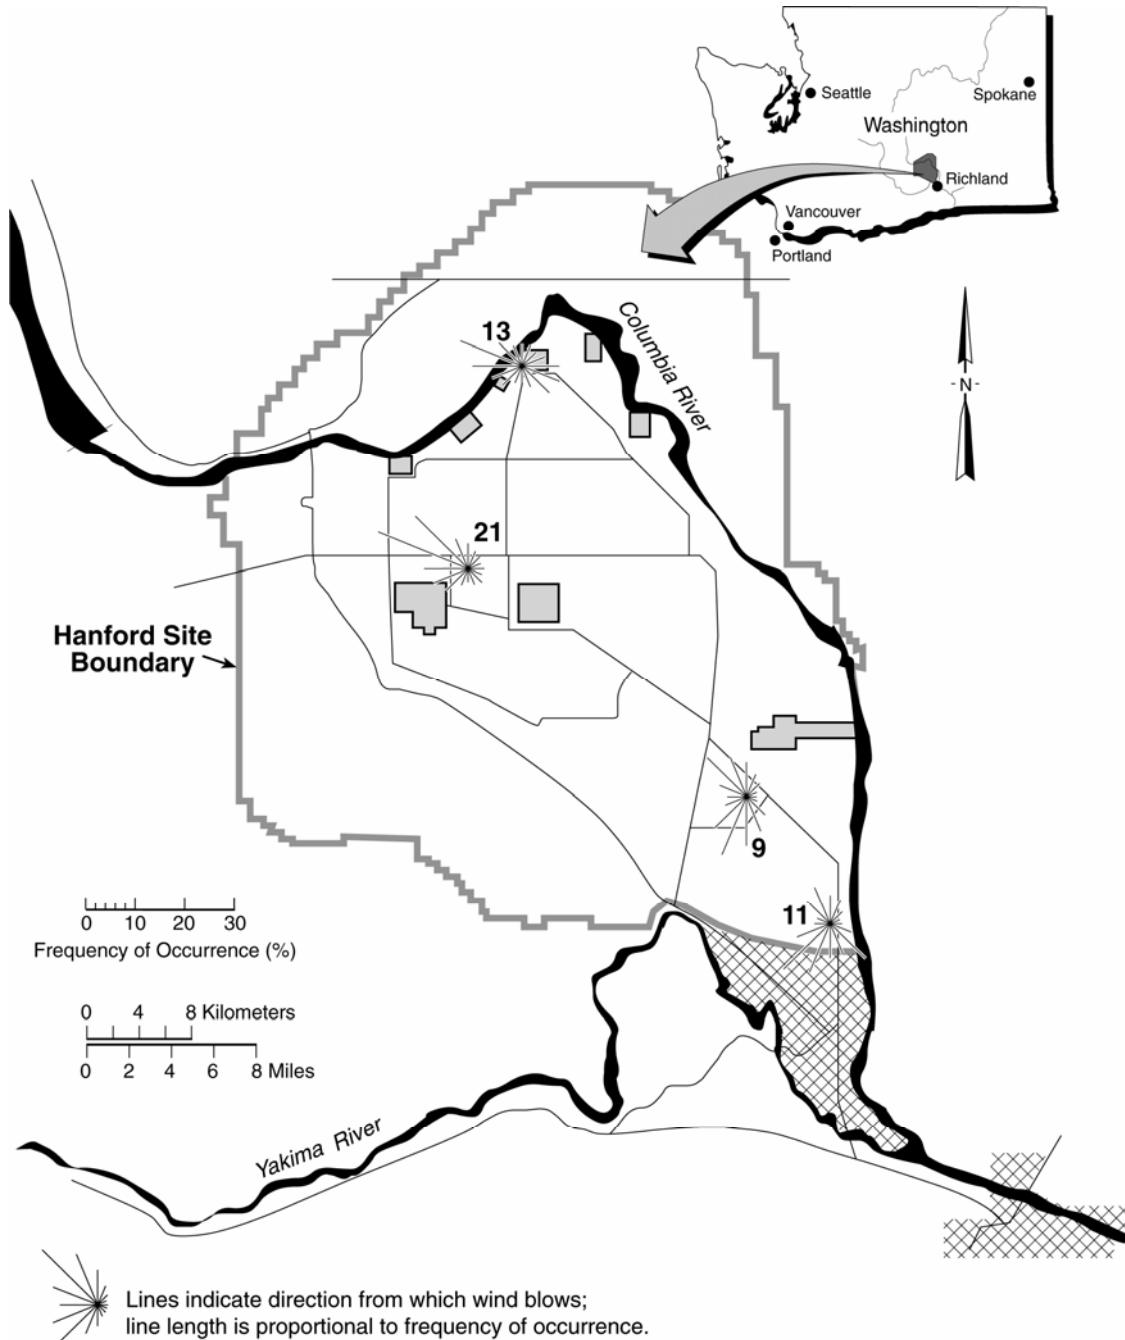 Seattle
Spokane
Washington
Richland
Vancouver
Portland
13
Columbia River
N
21
Hanford Site
Boundary
9
11
0 10 20 30
Frequency of Occurrence (%)
0 4 8 Kilometers
0 2 4 6 8 Miles
Yakima River
Lines indicate direction from which wind blows;
line length is proportional to frequency of occurrence.